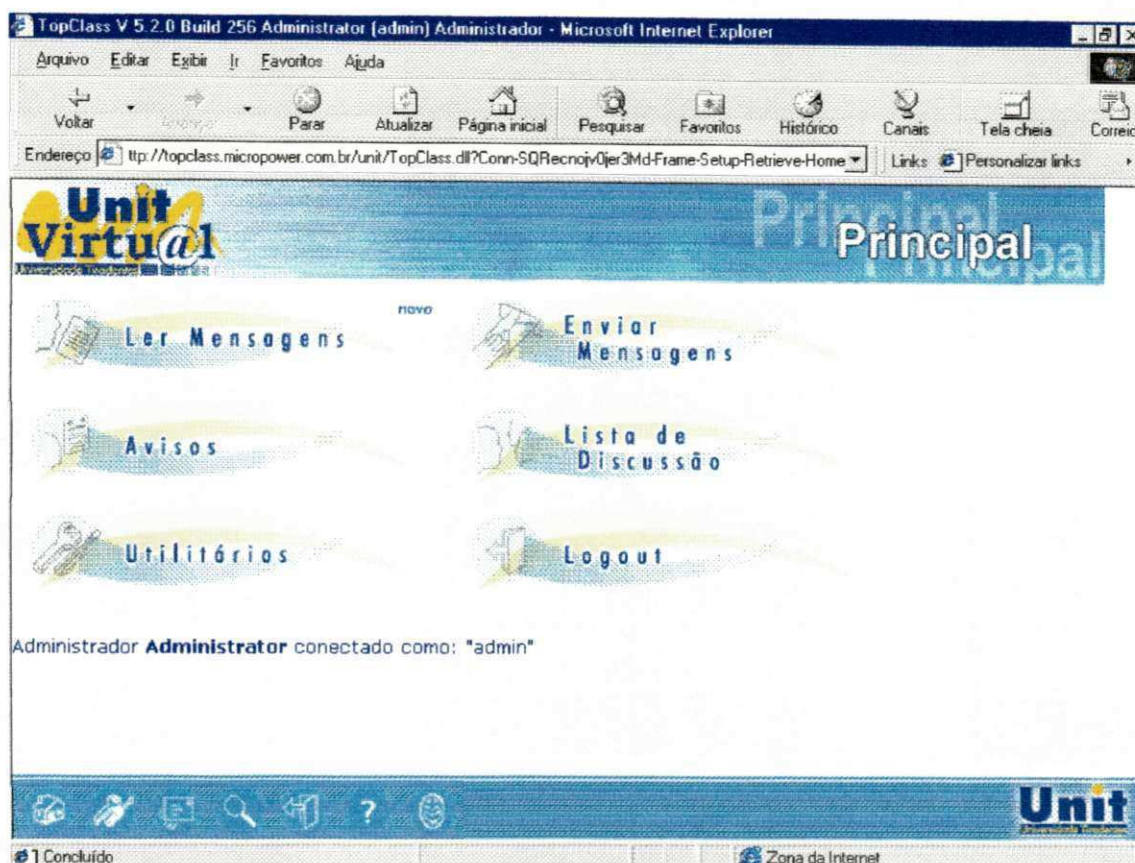 TopClass V 5.2.0 Build 256 Administrator (admin) Administrador - Microsoft Internet Explorer
Arquivo Editar Exibir Ir Favoritos Ajuda
Voltar Parar Atualizar Página inicial Pesquisar Favoritos Histórico Canais Tela cheia Correio
Endereço ttp://topclass.micropower.com.br/unit/TopClass.dll?Conn-SQRecnojv0jer3Md-Frame-Setup-Retrieve-Home Links Personalizar links
Unit
Virtu@l
Principal
Principal
Principal
novo
Ler Mensagens
Enviar
Mensagens
Avisos
Lista de
Discussão
Utilitários
Logout
Administrador Administrator conectado como: "admin"
?
Unit
Concluído Zona da Internet